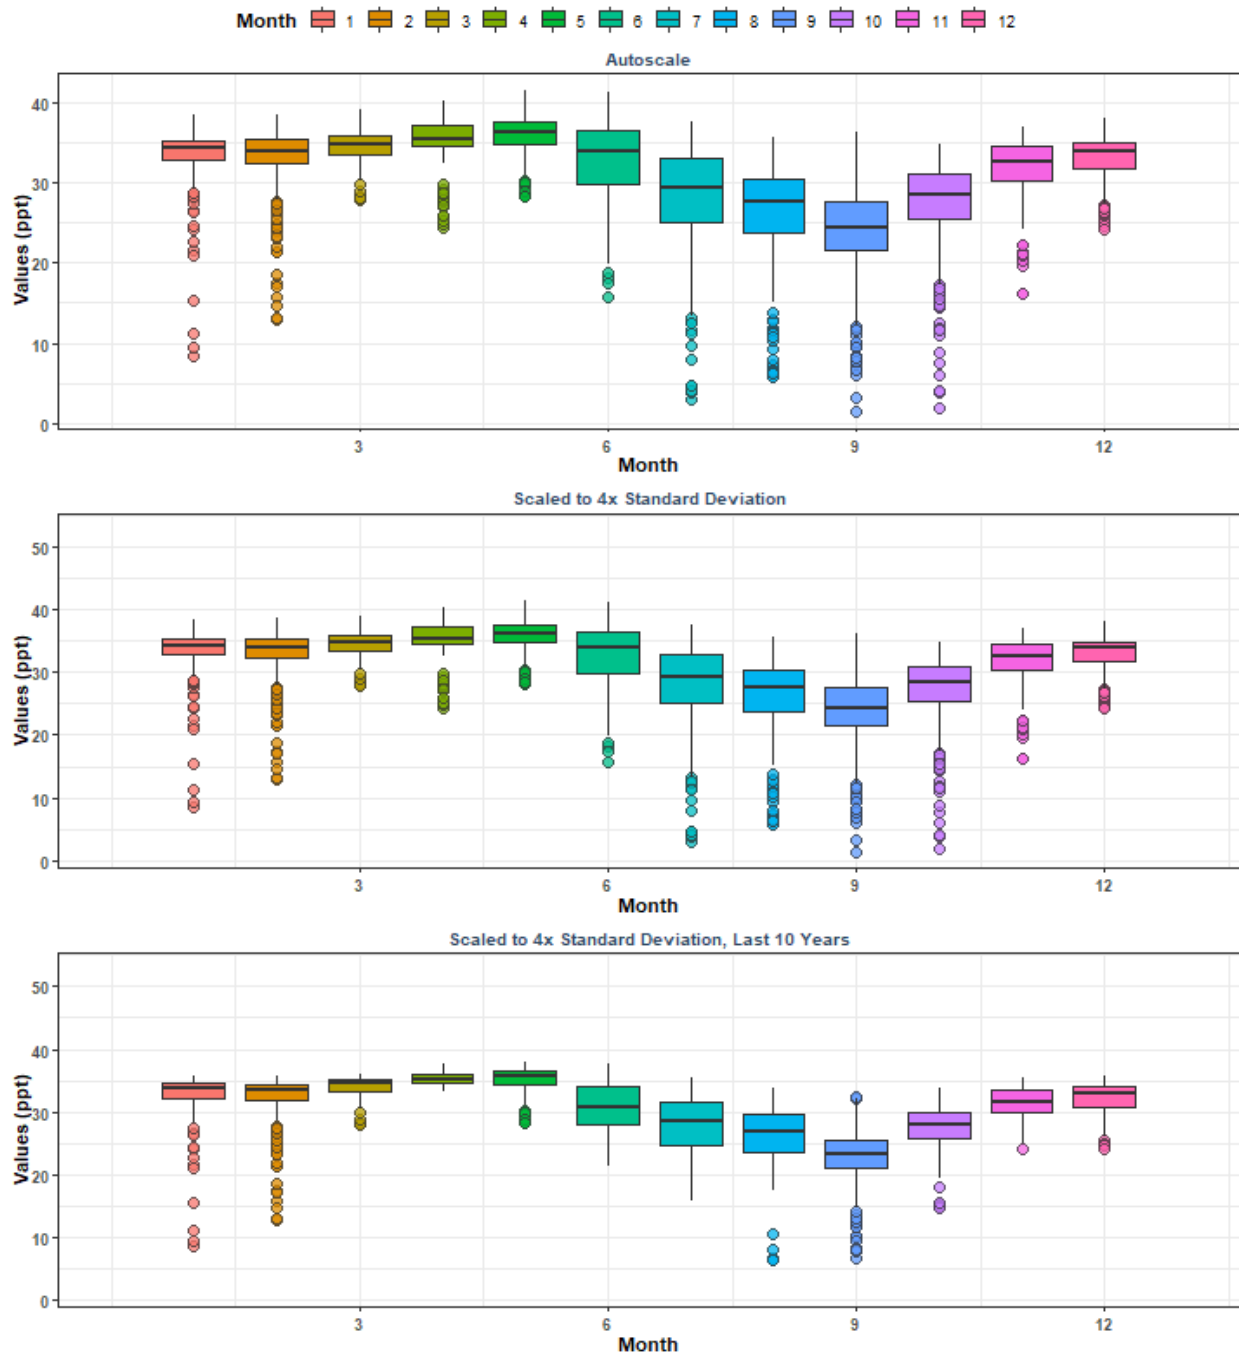 Month 1 2 3 4 5 6 7 8 9 10 11 12
Autoscale
Values (ppt)
40
30
20
10
0
3 6 9 12
Month
Scaled to 4x Standard Deviation
Values (ppt)
50
40
30
20
10
0
3 6 9 12
Month
Scaled to 4x Standard Deviation, Last 10 Years
Values (ppt)
50
40
30
20
10
0
3 6 9 12
Month